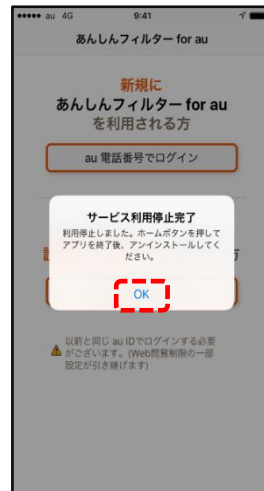 au 4G 9:41
あんしんフィルター for au
新規に
あんしんフィルター for au
を利用される方
au 電話番号でログイン
サービス利用停止完了
利用停止しました。ホームボタンを押して
アプリを終了後、アンインストールしてく
ださい。
OK
以前と同じ au IDでログインする必要
がございます。(Web閲覧制限の一部
設定が引き継げます)